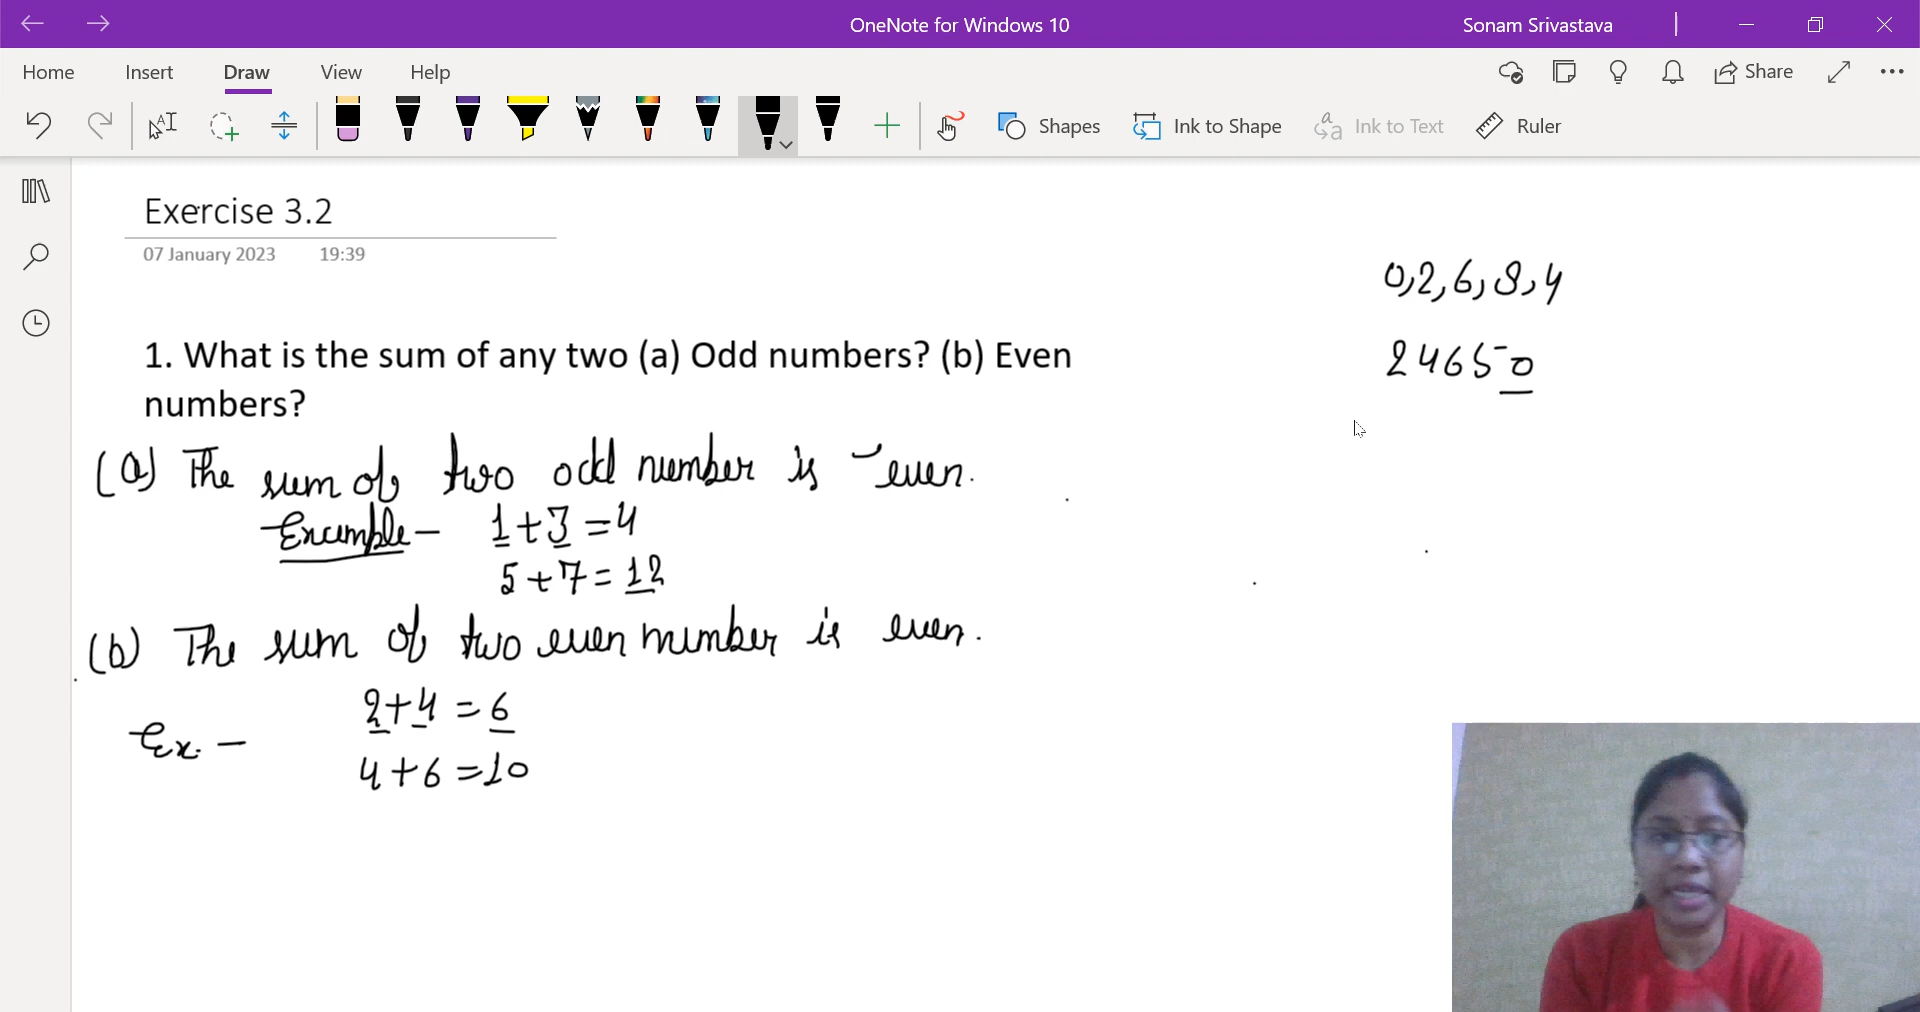 OneNote for Windows 10
Sonam Srivastava
Home Insert Draw View Help
Share
Shapes Ink to Shape Ink to Text Ruler
Exercise 3.2
07 January 2023 19:39
0,2,6,8,4
24650
1. What is the sum of any two (a) Odd numbers? (b) Even
numbers?
(a) The sum of two odd number is even.
Example – 1+3=4
5+7=12
(b) The sum of two even number is even.
Ex. – 2+4=6
4+6=10